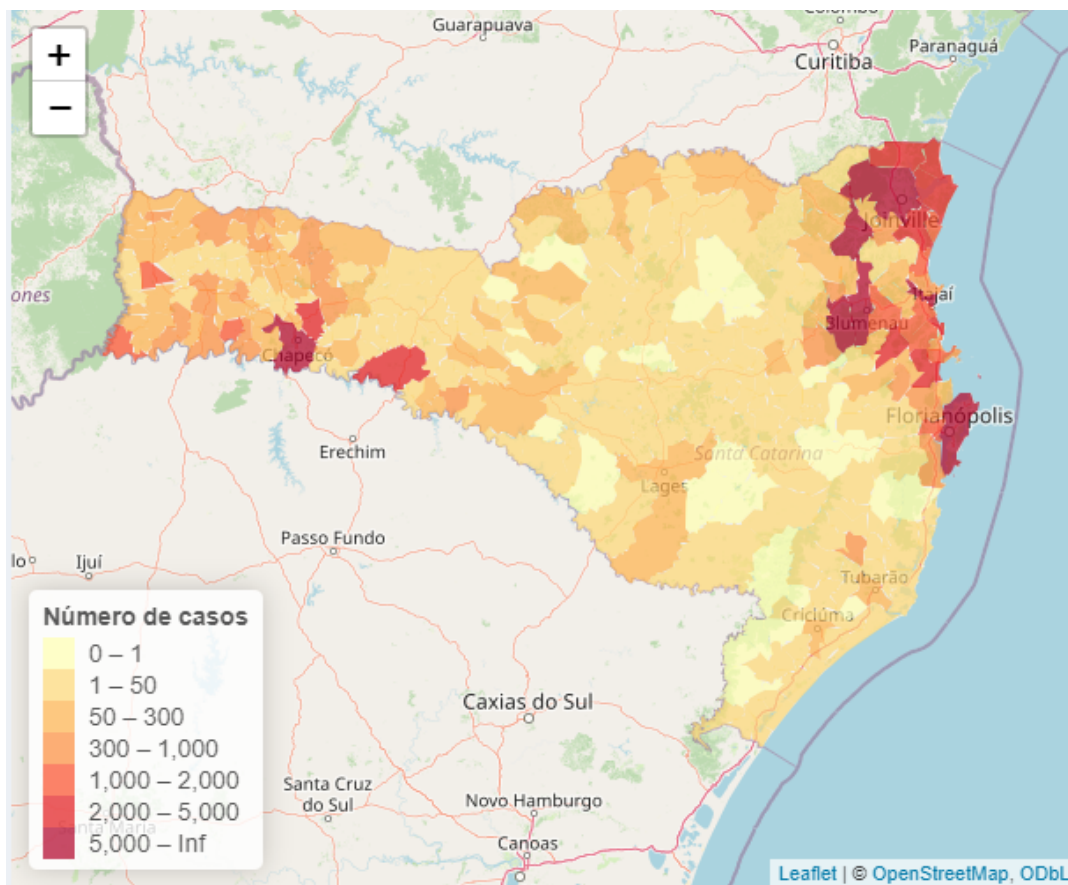 Colombo
Guarapuava
Paranaguá
Curitiba
+
−
Joinville
ones
Itajaí
Blumenau
Chapecó
Florianópolis
Erechim
Santa Catarina
Lages
Passo Fundo
lo
Ijuí
Tubarão
Criciúma
Número de casos
0 – 1
1 – 50
50 – 300
300 – 1,000
1,000 – 2,000
2,000 – 5,000
5,000 – Inf
Caxias do Sul
Santa Cruz
do Sul
Novo Hamburgo
Santa Maria
Canoas
Leaflet | © OpenStreetMap, ODbL